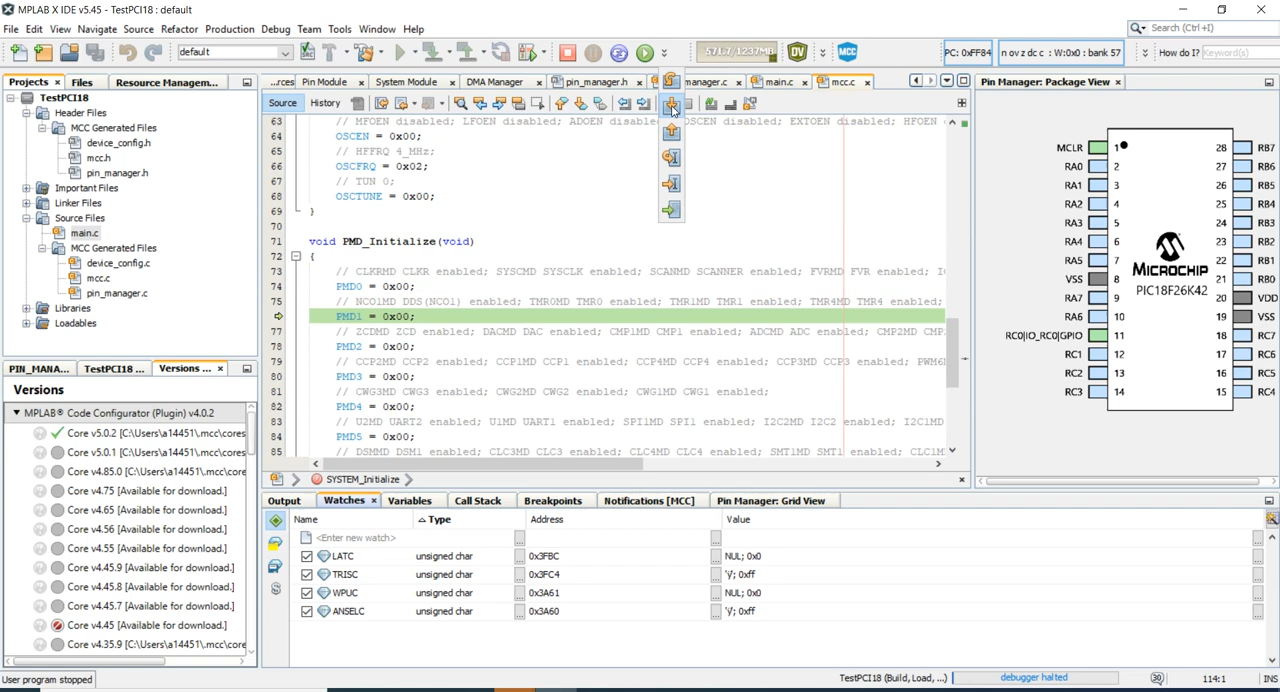 MPLAB X IDE v5.45 - TestPCI18 : default
File Edit View Navigate Source Refactor Production Debug Team Tools Window Help
Search (Ctrl+I)
default
571.7/1237MB
DV
MCC
PC: 0xFF84
n ov z dc c : W:0x0 : bank 57
How do I?
(Keyword(s)
Projects × Files Resource Managem...
...rces Pin Module × System Module × DMA Manager × pin_manager.h × manager.c × main.c × mcc.c ×
Source History
TestPCI18
Header Files
MCC Generated Files
device_config.h
mcc.h
pin_manager.h
Important Files
Linker Files
Source Files
main.c
MCC Generated Files
device_config.c
mcc.c
pin_manager.c
Libraries
Loadables
63 // MFOEN disabled; LFOEN disabled; ADOEN disable OSCEN disabled; EXTOEN disabled; HFOEN
64 OSCEN = 0x00;
65 // HFFRQ 4_MHz;
66 OSCFRQ = 0x02;
67 // TUN 0;
68 OSCTUNE = 0x00;
69 }
70
71 void PMD_Initialize(void)
72 {
73 // CLKRMD CLKR enabled; SYSCMD SYSCLK enabled; SCANMD SCANNER enabled; FVRMD FVR enabled; I
74 PMD0 = 0x00;
75 // NCO1MD DDS(NCO1) enabled; TMR0MD TMR0 enabled; TMR1MD TMR1 enabled; TMR4MD TMR4 enabled;
PMD1 = 0x00;
77 // ZCDMD ZCD enabled; DACMD DAC enabled; CMP1MD CMP1 enabled; ADCMD ADC enabled; CMP2MD CMP
78 PMD2 = 0x00;
79 // CCP2MD CCP2 enabled; CCP1MD CCP1 enabled; CCP4MD CCP4 enabled; CCP3MD CCP3 enabled; PWM6
80 PMD3 = 0x00;
81 // CWG3MD CWG3 enabled; CWG2MD CWG2 enabled; CWG1MD CWG1 enabled;
82 PMD4 = 0x00;
83 // U2MD UART2 enabled; U1MD UART1 enabled; SPI1MD SPI1 enabled; I2C2MD I2C2 enabled; I2C1MD
84 PMD5 = 0x00;
85 // DSMMD DSM1 enabled; CLC3MD CLC3 enabled; CLC4MD CLC4 enabled; SMT1MD SMT1 enabled; CLC1M
SYSTEM_Initialize
Pin Manager: Package View ×
MCLR 1 28 RB7
RA0 2 27 RB6
RA1 3 26 RB5
RA2 4 25 RB4
RA3 5 24 RB3
RA4 6 23 RB2
RA5 7 22 RB1
VSS 8 21 RB0
RA7 9 20 VDD
RA6 10 19 VSS
RC0|IO_RC0|GPIO 11 18 RC7
RC1 12 17 RC6
RC2 13 16 RC5
RC3 14 15 RC4
MICROCHIP
PIC18F26K42
PIN_MANA... TestPCI18 ... Versions ... ×
Versions
MPLAB® Code Configurator (Plugin) v4.0.2
Core v5.0.2 [C:\Users\a14451\.mcc\cores
Core v5.0.1 [C:\Users\a14451\.mcc\cores
Core v4.85.0 [C:\Users\a14451\.mcc\core
Core v4.75 [Available for download.]
Core v4.65 [Available for download.]
Core v4.56 [Available for download.]
Core v4.55 [Available for download.]
Core v4.45.9 [Available for download.]
Core v4.45.8 [Available for download.]
Core v4.45.7 [Available for download.]
Core v4.45 [Available for download.]
Core v4.35.9 [C:\Users\a14451\.mcc\core
Output Watches × Variables Call Stack Breakpoints Notifications [MCC] Pin Manager: Grid View
Name Type Address Value
<Enter new watch>
LATC unsigned char 0x3FBC NUL; 0x0
TRISC unsigned char 0x3FC4 'ÿ'; 0xff
WPUC unsigned char 0x3A61 NUL; 0x0
ANSELC unsigned char 0x3A60 'ÿ'; 0xff
User program stopped
TestPCI18 (Build, Load, ...) debugger halted 30 114:1 INS